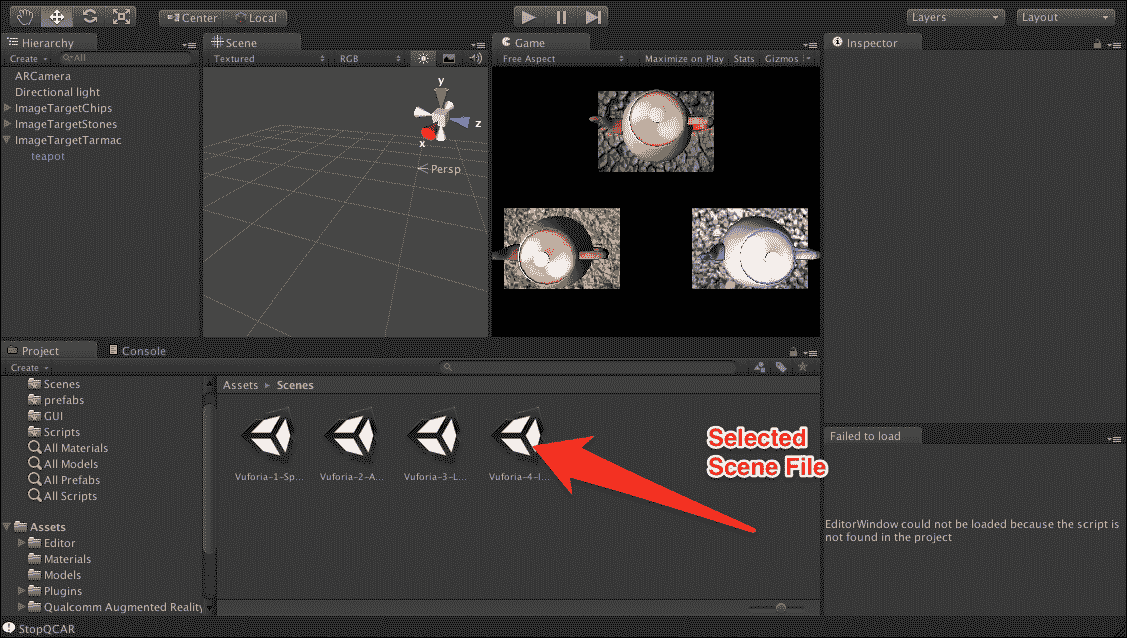 Center
Local
Layers
Layout
Hierarchy
Create
All
ARCamera
Directional light
ImageTargetChips
ImageTargetStones
ImageTargetTarmac
teapot
Scene
Textured
RGB
y
z
x
Persp
Game
Free Aspect
Maximize on Play
Stats
Gizmos
Inspector
Project
Console
Create
Scenes
prefabs
GUI
Scripts
All Materials
All Models
All Prefabs
All Scripts
Assets
Editor
Materials
Models
Plugins
Qualcomm Augmented Reality
Assets
Scenes
Vuforia-1-Sp...
Vuforia-2-A...
Vuforia-3-L...
Vuforia-4-I...
Selected
Scene File
Failed to load
EditorWindow could not be loaded because the script is
not found in the project
StopQCAR